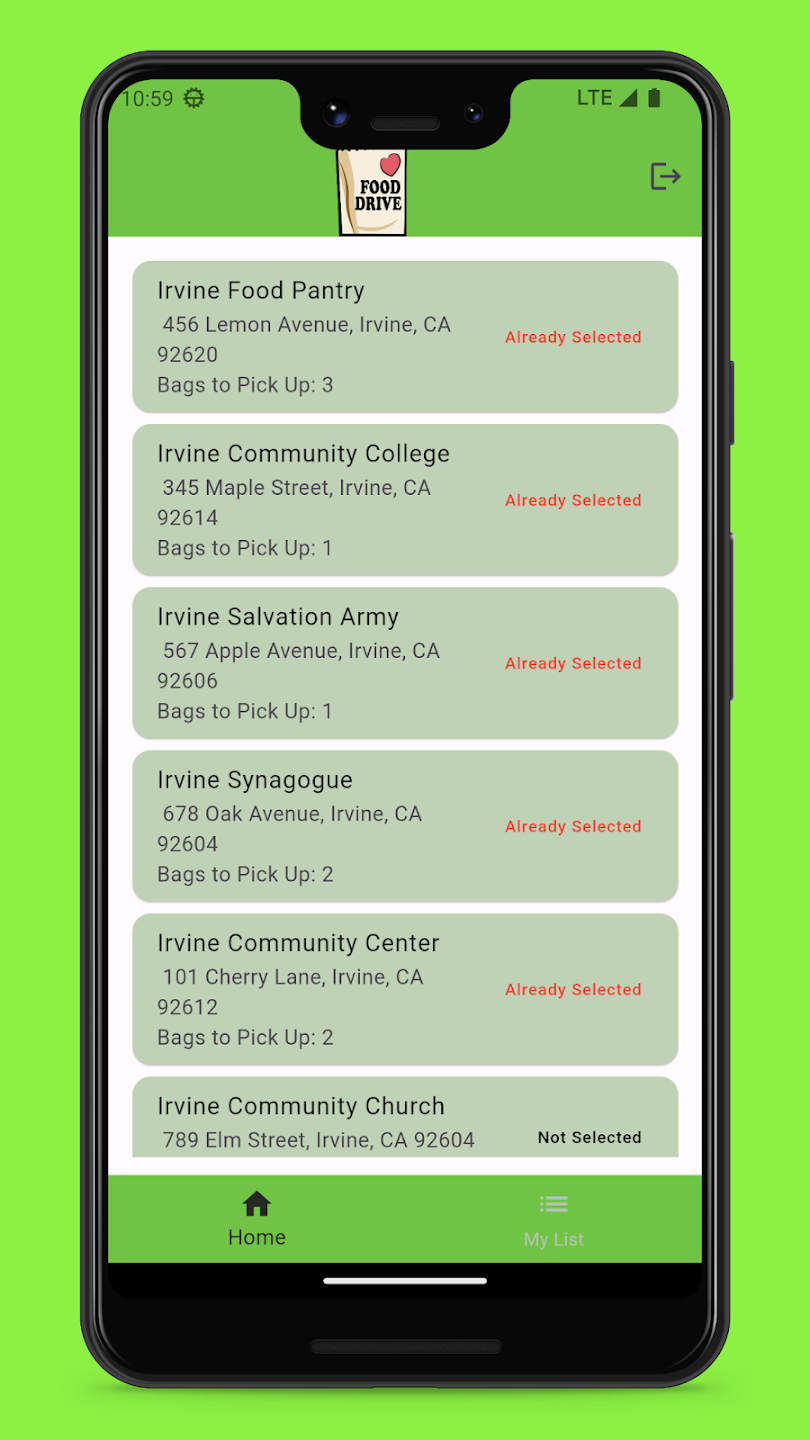 10:59
LTE
FOOD
DRIVE
Irvine Food Pantry
456 Lemon Avenue, Irvine, CA
92620
Bags to Pick Up: 3
Already Selected
Irvine Community College
345 Maple Street, Irvine, CA
92614
Bags to Pick Up: 1
Already Selected
Irvine Salvation Army
567 Apple Avenue, Irvine, CA
92606
Bags to Pick Up: 1
Already Selected
Irvine Synagogue
678 Oak Avenue, Irvine, CA
92604
Bags to Pick Up: 2
Already Selected
Irvine Community Center
101 Cherry Lane, Irvine, CA
92612
Bags to Pick Up: 2
Already Selected
Irvine Community Church
789 Elm Street, Irvine, CA 92604
Not Selected
Home
My List